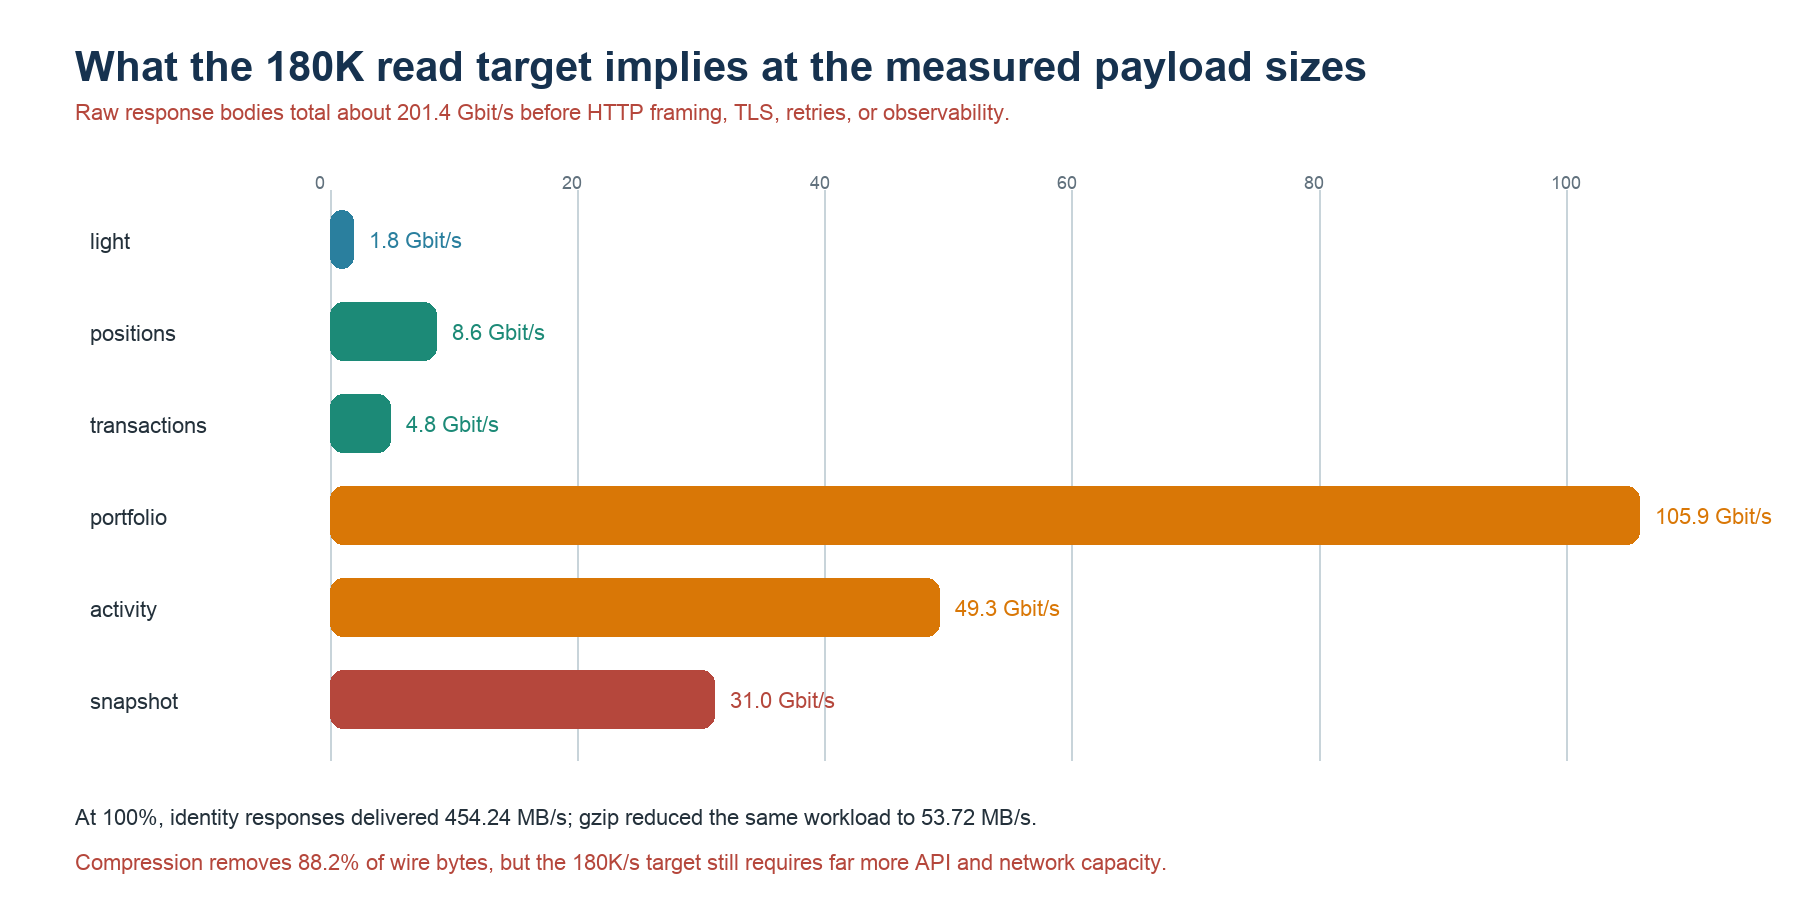 What the 180K read target implies at the measured payload sizes
Raw response bodies total about 201.4 Gbit/s before HTTP framing, TLS, retries, or observability.
0 20 40 60 80 100
light 1.8 Gbit/s
positions 8.6 Gbit/s
transactions 4.8 Gbit/s
portfolio 105.9 Gbit/s
activity 49.3 Gbit/s
snapshot 31.0 Gbit/s
At 100%, identity responses delivered 454.24 MB/s; gzip reduced the same workload to 53.72 MB/s.
Compression removes 88.2% of wire bytes, but the 180K/s target still requires far more API and network capacity.